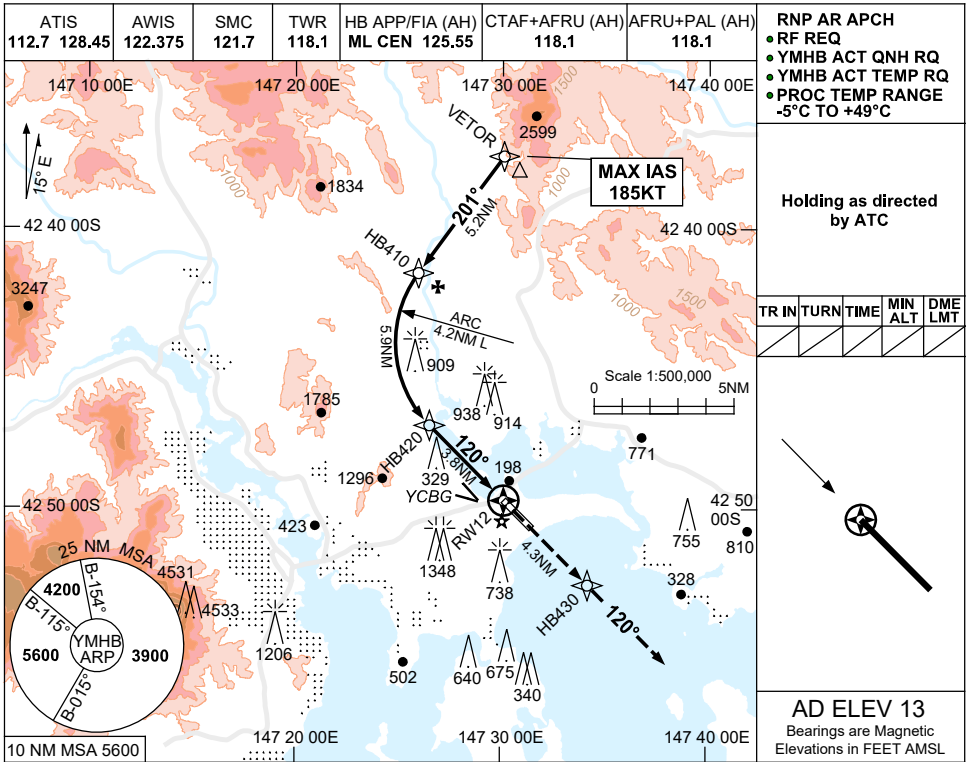 ATIS
112.7 128.45
AWIS
122.375
SMC
121.7
TWR
118.1
HB APP/FIA (AH)
ML CEN 125.55
CTAF+AFRU (AH)
118.1
AFRU+PAL (AH)
118.1
RNP AR APCH
RF REQ
YMHB ACT QNH RQ
YMHB ACT TEMP RQ
PROC TEMP RANGE
-5°C TO +49°C
147 10 00E
147 20 00E
147 30 00E
147 40 00E
1500
1000
VETOR
2599
MAX IAS
185KT
15° E
1834
1000
1000
201°
5.2NM
42 40 00S
42 40 00S
Holding as directed
by ATC
HB410
3247
1500
1000
TR IN
TURN
TIME
MIN
ALT
DME
LMT
ARC
4.2NM L
5.9NM
909
Scale 1:500,000
0
5NM
938
914
1785
HB420
120°
3.8NM
771
1296
329
198
YCBG
42 50 00S
42 50
00S
423
RW12
755
810
25 NM MSA
4531
4533
1348
738
4.3NM
328
HB430
120°
B-154°
B-115°
B-015°
4200
5600
3900
YMHB
ARP
1206
502
640
675
340
10 NM MSA 5600
147 20 00E
147 30 00E
147 40 00E
AD ELEV 13
Bearings are Magnetic
Elevations in FEET AMSL